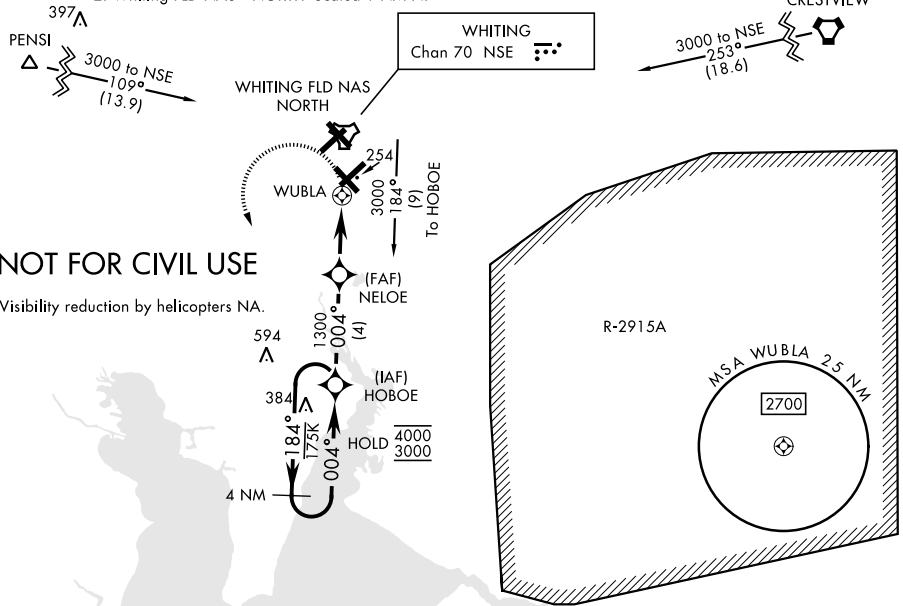 397
PENSI
3000 to NSE
109°
(13.9)
WHITING
Chan 70 NSE
CRESTVIEW
3000 to NSE
253°
(18.6)
WHITING FLD NAS
NORTH
254
WUBLA
3000
184°
(9)
To HOBOE
NOT FOR CIVIL USE
Visibility reduction by helicopters NA.
(FAF)
NELOE
1300
004°
(4)
594
(IAF)
HOBOE
384
184°
175K
004°
HOLD
4000
3000
4 NM
R-2915A
MSA WUBLA 25 NM
2700